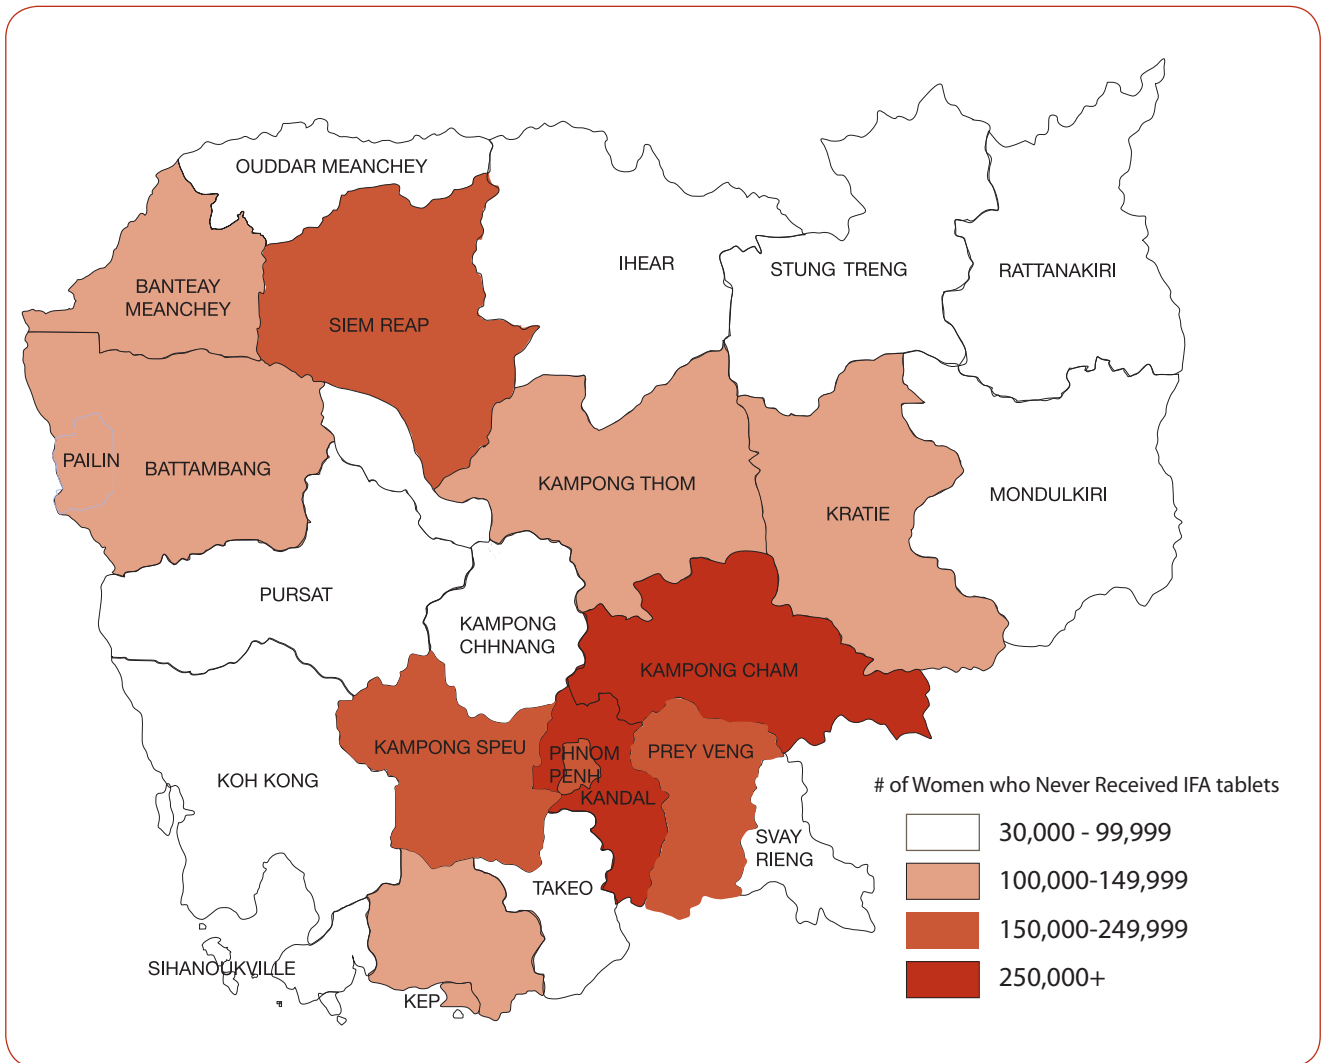 OUDDAR MEANCHEY
IHEAR
STUNG TRENG
RATTANAKIRI
BANTEAY
MEANCHEY
SIEM REAP
PAILIN
BATTAMBANG
KAMPONG THOM
KRATIE
MONDULKIRI
PURSAT
KAMPONG
CHHNANG
KAMPONG CHAM
KAMPONG SPEU
PHNOM
PENH
PREY VENG
KANDAL
KOH KONG
SVAY
RIENG
TAKEO
SIHANOUKVILLE
KEP
# of Women who Never Received IFA tablets
30,000 - 99,999
100,000-149,999
150,000-249,999
250,000+